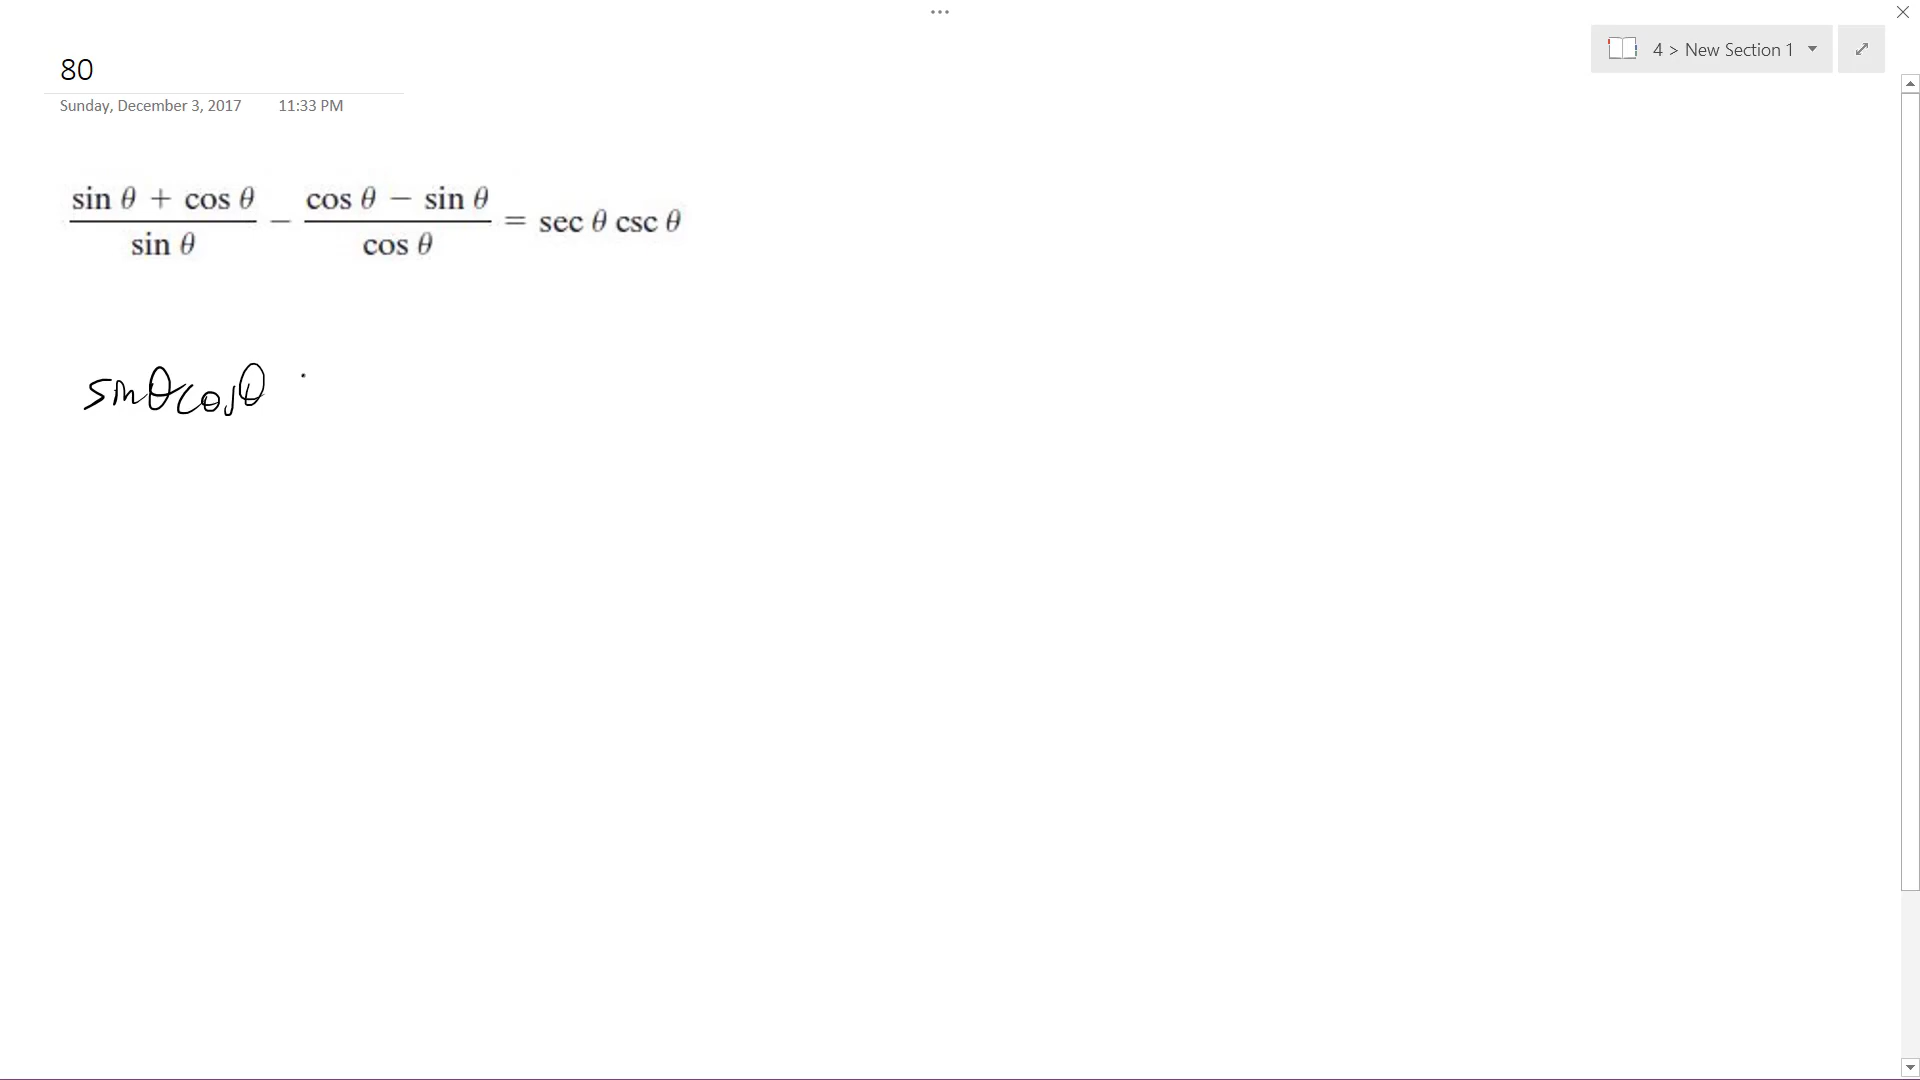 ...
4 > New Section 1
80
Sunday, December 3, 2017 11:33 PM
(sin θ + cos θ)/(sin θ) − (cos θ − sin θ)/(cos θ) = sec θ csc θ
sinθcosθ